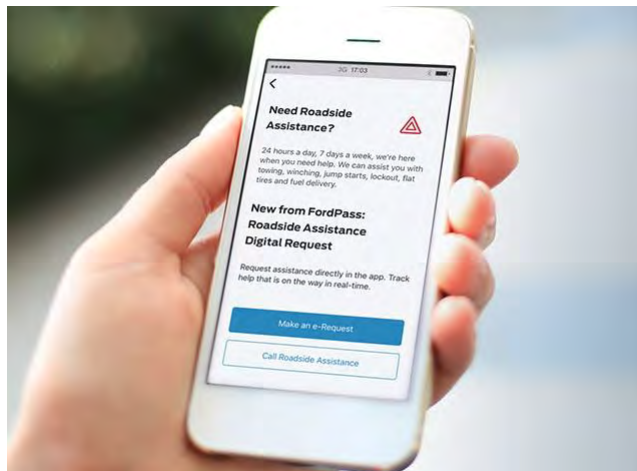 3G 17:03
Need Roadside
Assistance?
24 hours a day, 7 days a week, we're here
when you need help. We can assist you with
towing, winching, jump starts, lockout, flat
tires and fuel delivery.
New from FordPass:
Roadside Assistance
Digital Request
Request assistance directly in the app. Track
help that is on the way in real-time.
Make an e-Request
Call Roadside Assistance